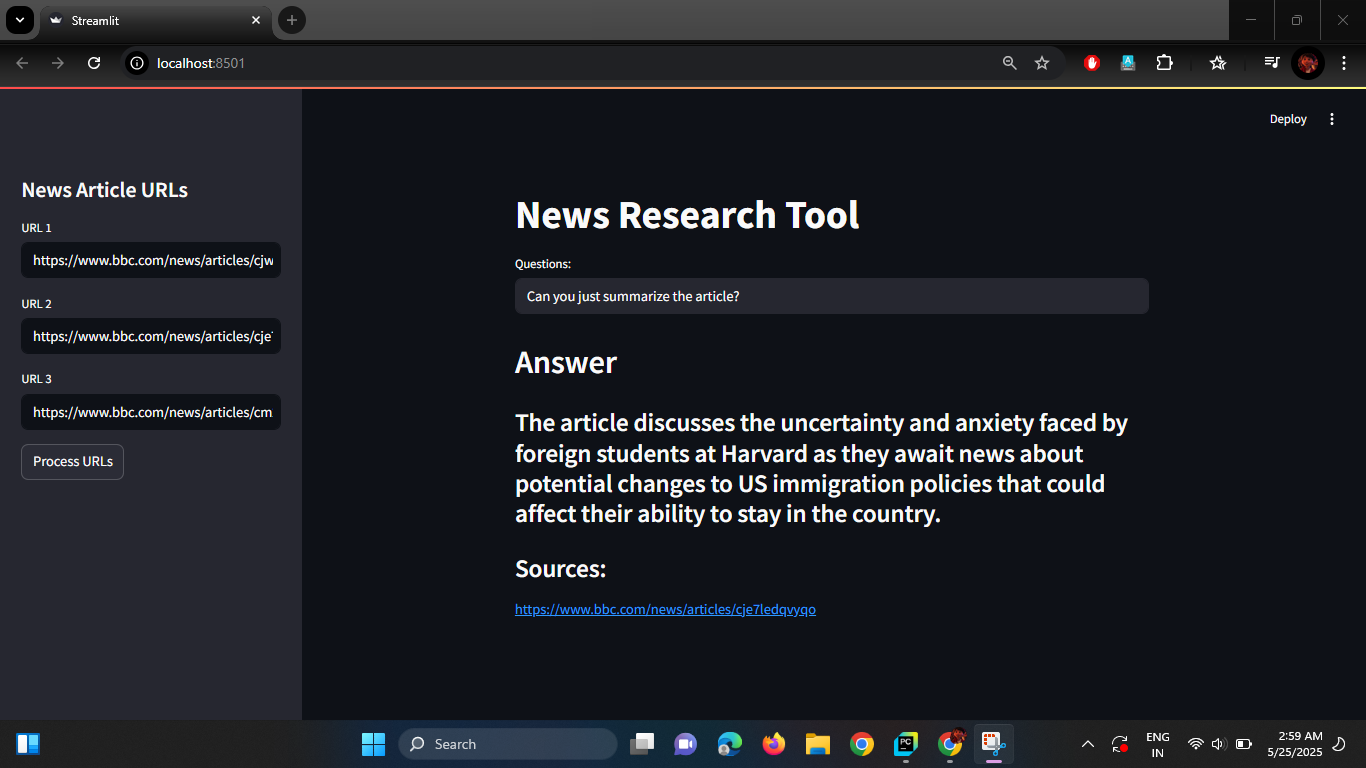 Streamlit
localhost:8501
Deploy
News Article URLs
URL 1
https://www.bbc.com/news/articles/cjw
URL 2
https://www.bbc.com/news/articles/cje7
URL 3
https://www.bbc.com/news/articles/cm
Process URLs
News Research Tool
Questions:
Can you just summarize the article?
Answer
The article discusses the uncertainty and anxiety faced by
foreign students at Harvard as they await news about
potential changes to US immigration policies that could
affect their ability to stay in the country.
Sources:
https://www.bbc.com/news/articles/cje7ledqvyqo
Search
PC
ENG
IN
2:59 AM
5/25/2025